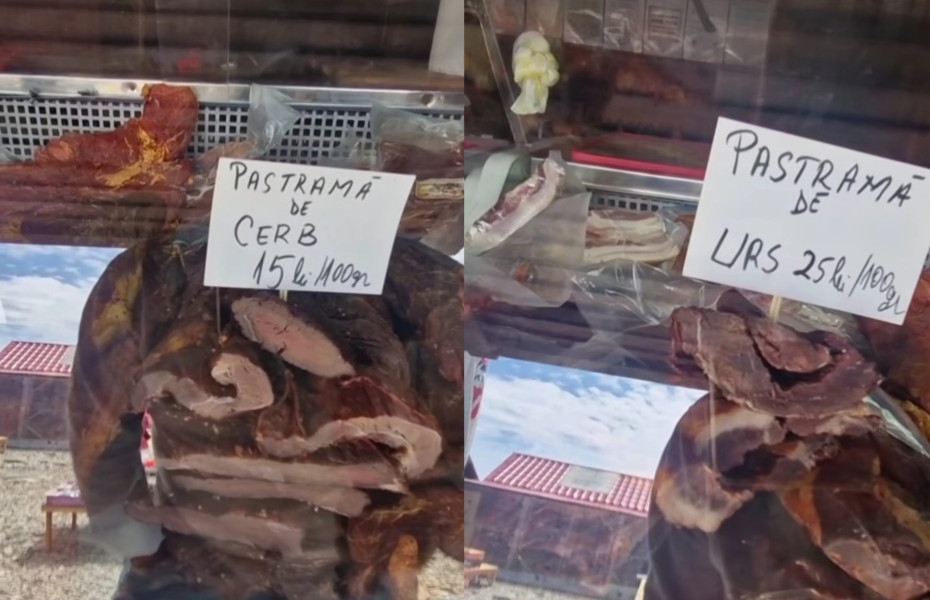 PASTRAMĂ
DE
CERB
15 lei/100gr
PASTRAMĂ
DE
URS 25 lei/100gr